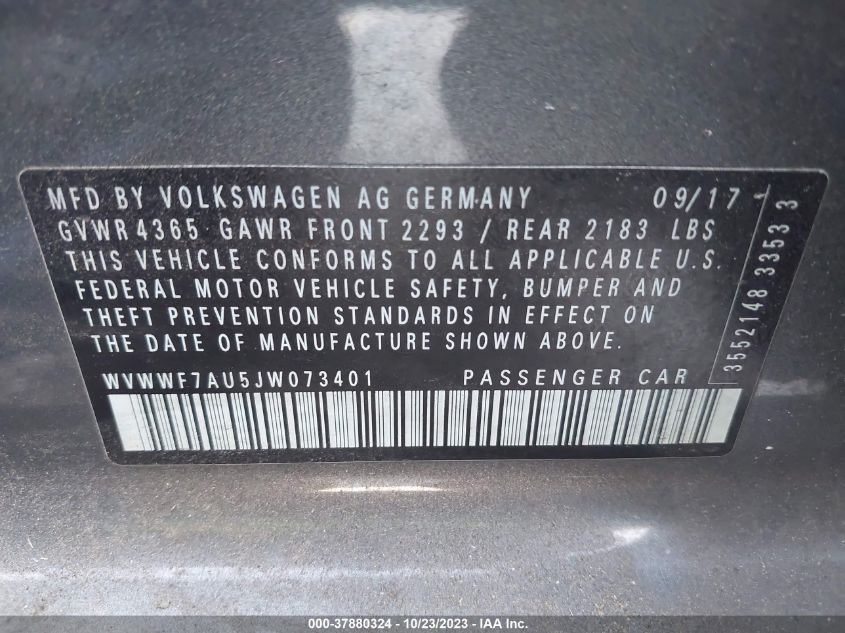 MFD BY VOLKSWAGEN AG GERMANY 09/17
GVWR 4365 GAWR FRONT 2293 / REAR 2183 LBS
THIS VEHICLE CONFORMS TO ALL APPLICABLE U.S.
FEDERAL MOTOR VEHICLE SAFETY, BUMPER AND
THEFT PREVENTION STANDARDS IN EFFECT ON
THE DATE OF MANUFACTURE SHOWN ABOVE.
WVWWF7AU5JW073401 PASSENGER CAR
3552148 3353 3
000-37880324 | 10/23/2023 - IAA Inc.